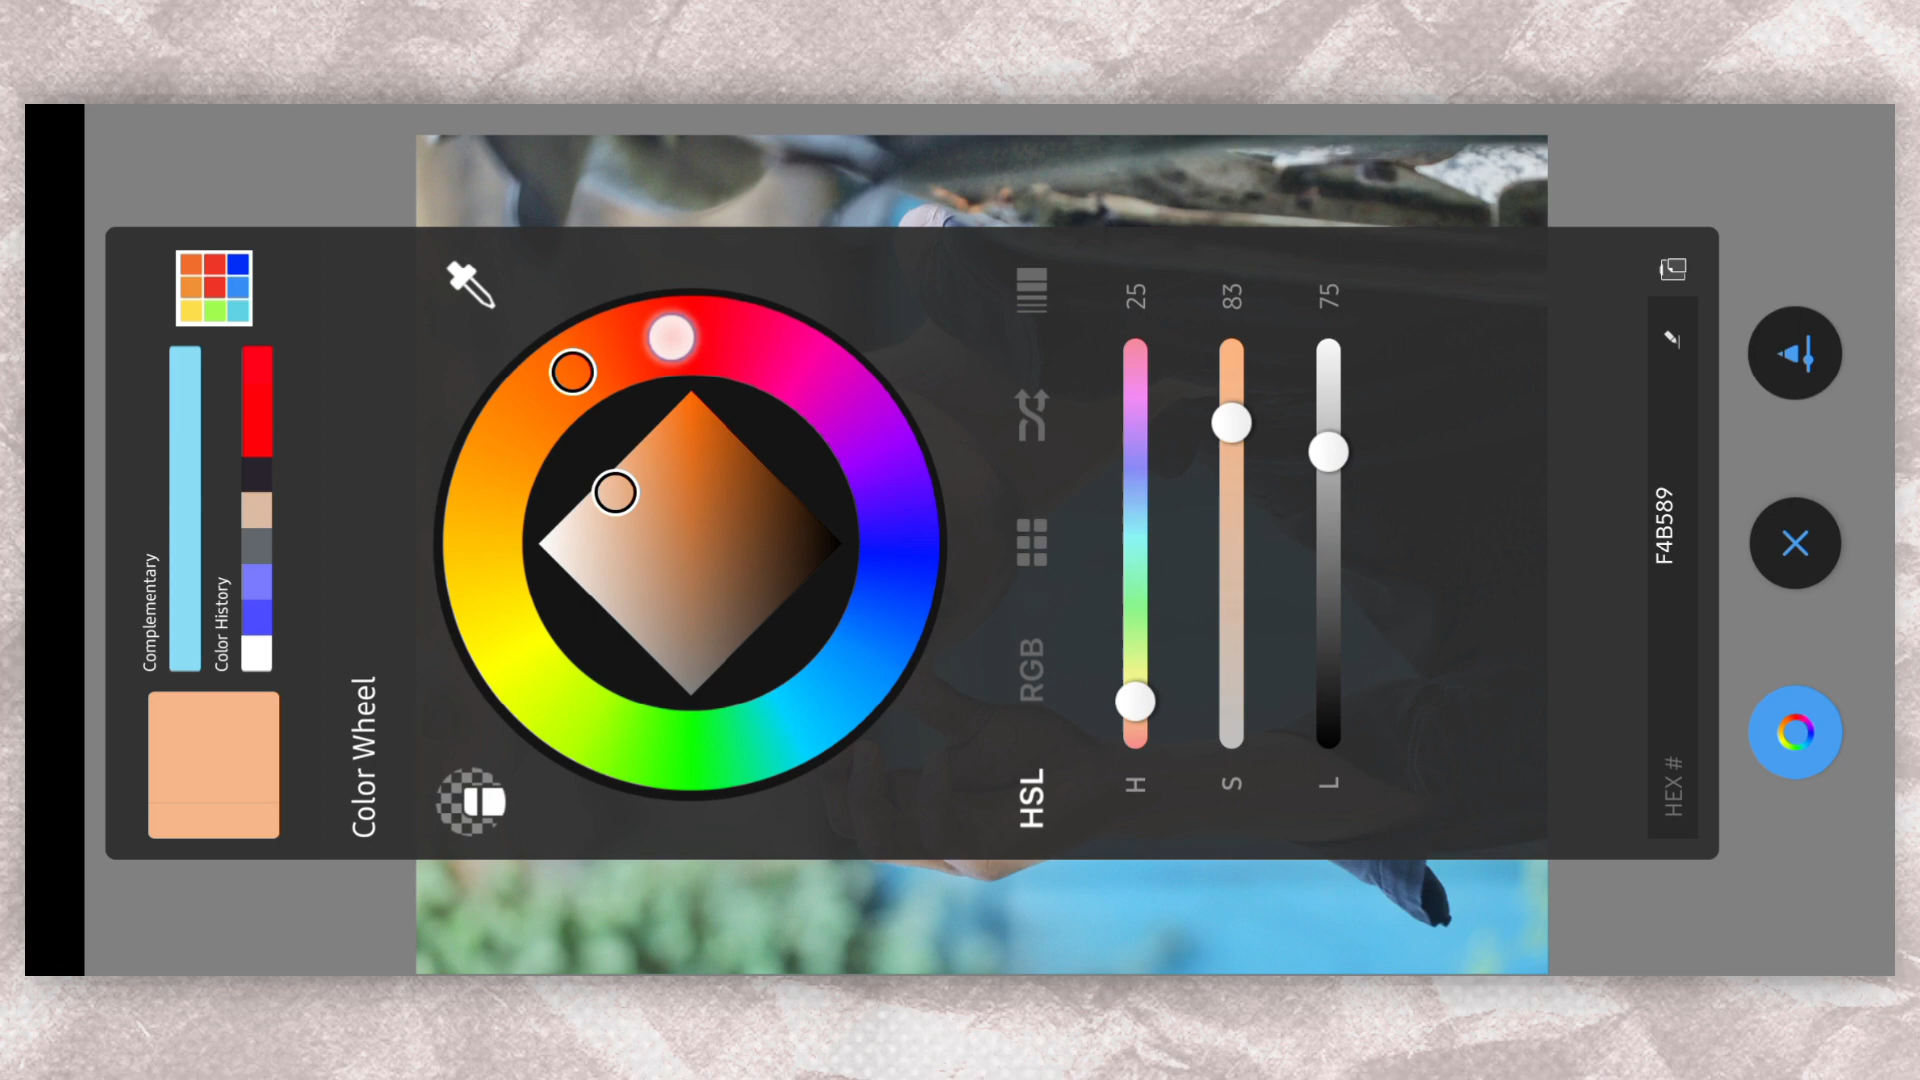 Complementary
Color History
Color Wheel
HSL
RGB
H
25
S
83
L
75
HEX #
F4B589